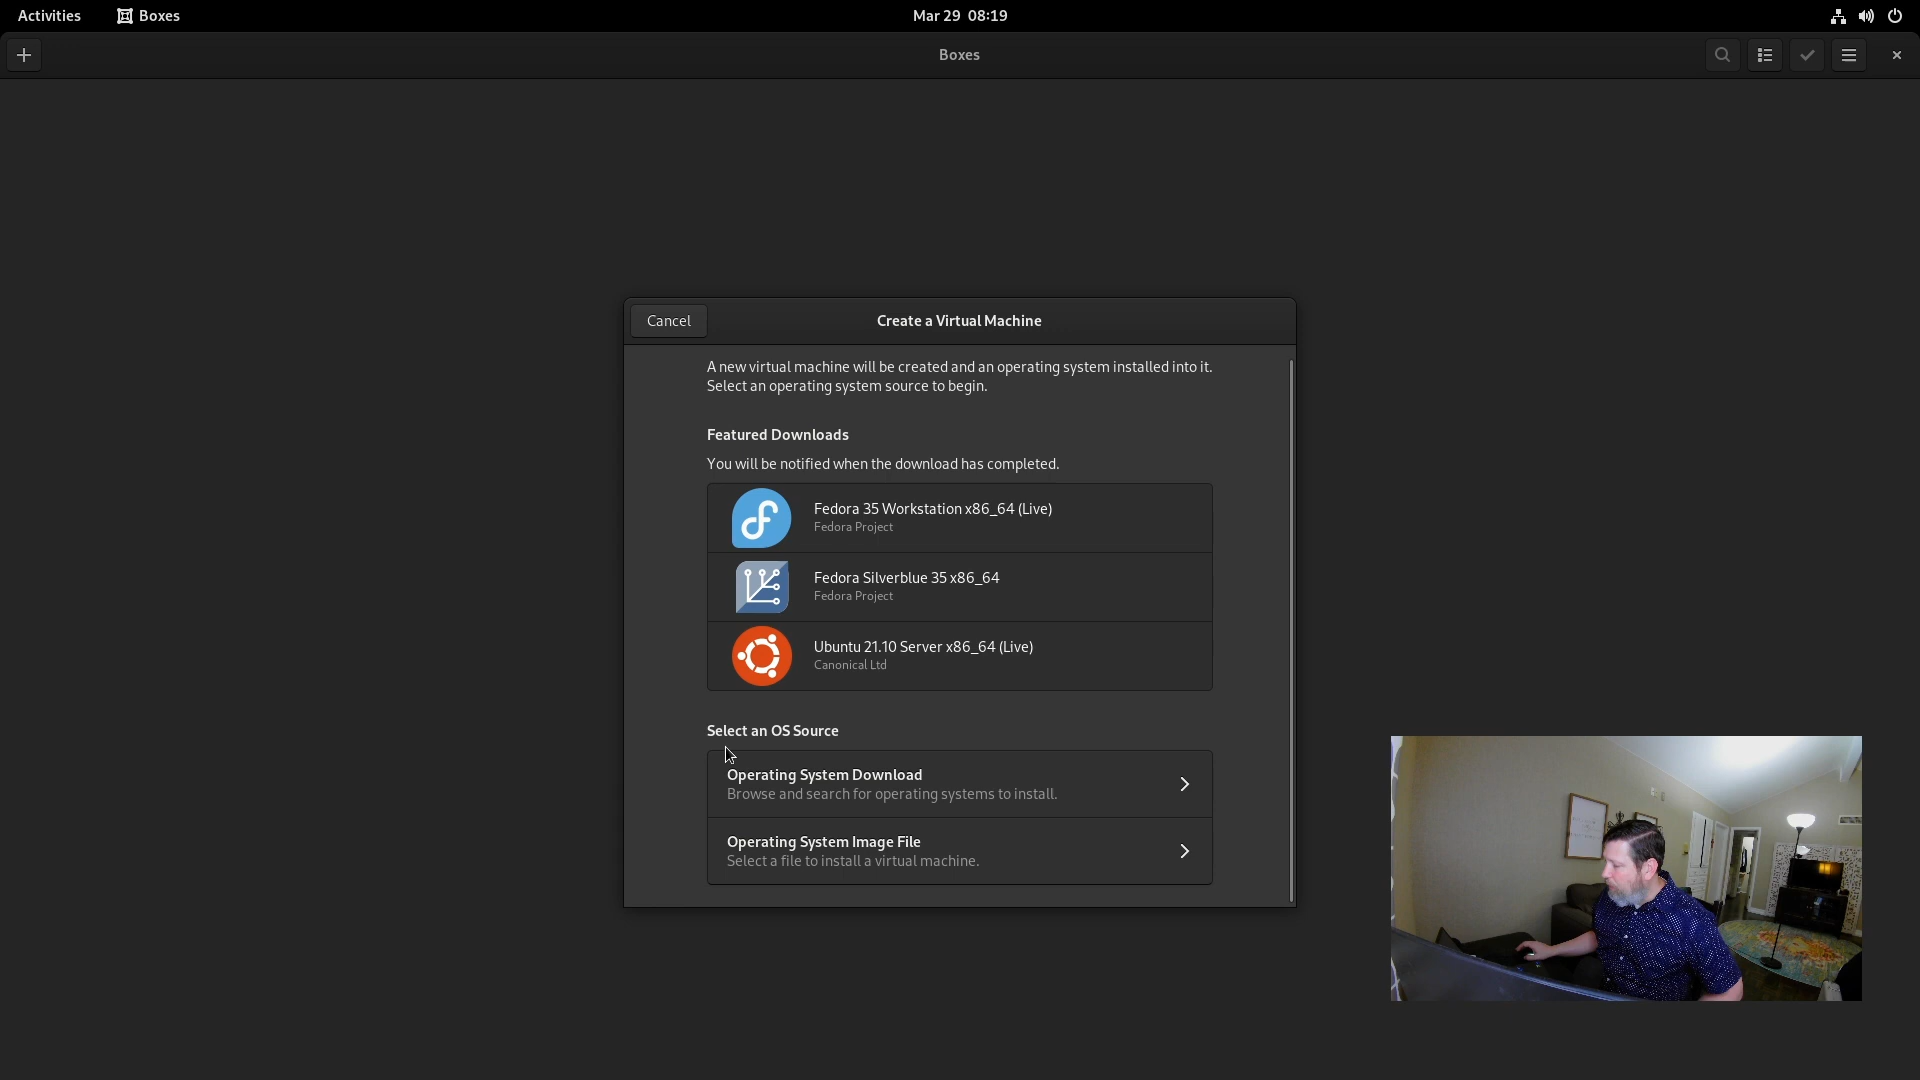 Activities
Boxes
Mar 29 08:19
Boxes
Cancel
Create a Virtual Machine
A new virtual machine will be created and an operating system installed into it.
Select an operating system source to begin.
Featured Downloads
You will be notified when the download has completed.
Fedora 35 Workstation x86_64 (Live)
Fedora Project
Fedora Silverblue 35 x86_64
Fedora Project
Ubuntu 21.10 Server x86_64 (Live)
Canonical Ltd
Select an OS Source
Operating System Download
Browse and search for operating systems to install.
Operating System Image File
Select a file to install a virtual machine.